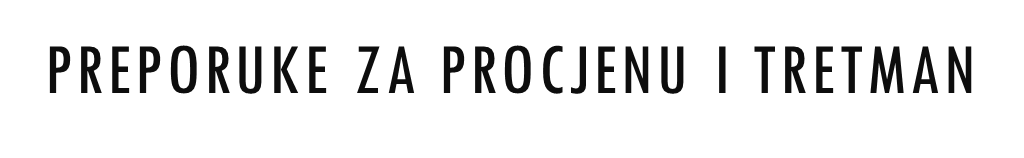 PREPORUKE ZA PROCJENU I TRETMAN